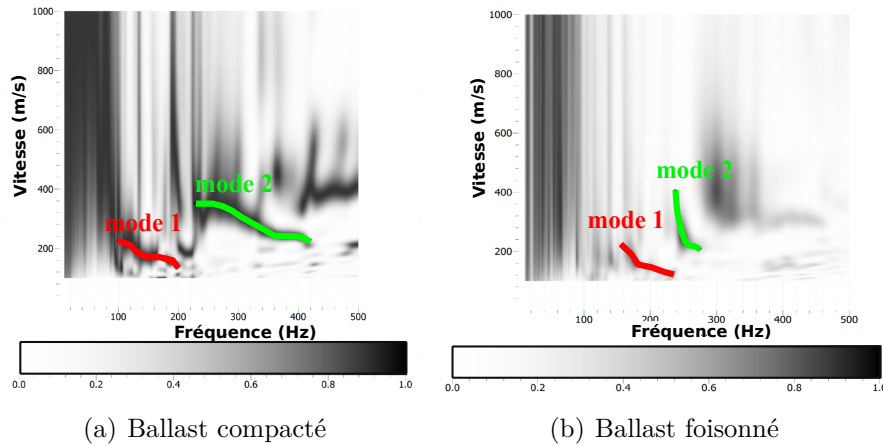 1000
800
600
400
200
Vitesse (m/s)
mode 1
mode 2
100 200 300 400 500
Fréquence (Hz)
0.0 0.2 0.4 0.6 0.8 1.0
(a) Ballast compacté
1000
800
600
400
200
Vitesse (m/s)
mode 1
mode 2
100 200 300 400 500
Fréquence (Hz)
0.0 0.2 0.4 0.6 0.8 1.0
(b) Ballast foisonné